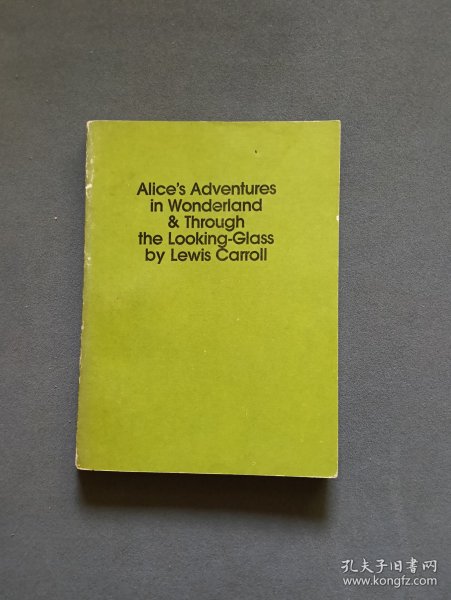 Alice's Adventures
in Wonderland
& Through
the Looking-Glass
by Lewis Carroll
孔夫子旧书网
www.kongfz.com